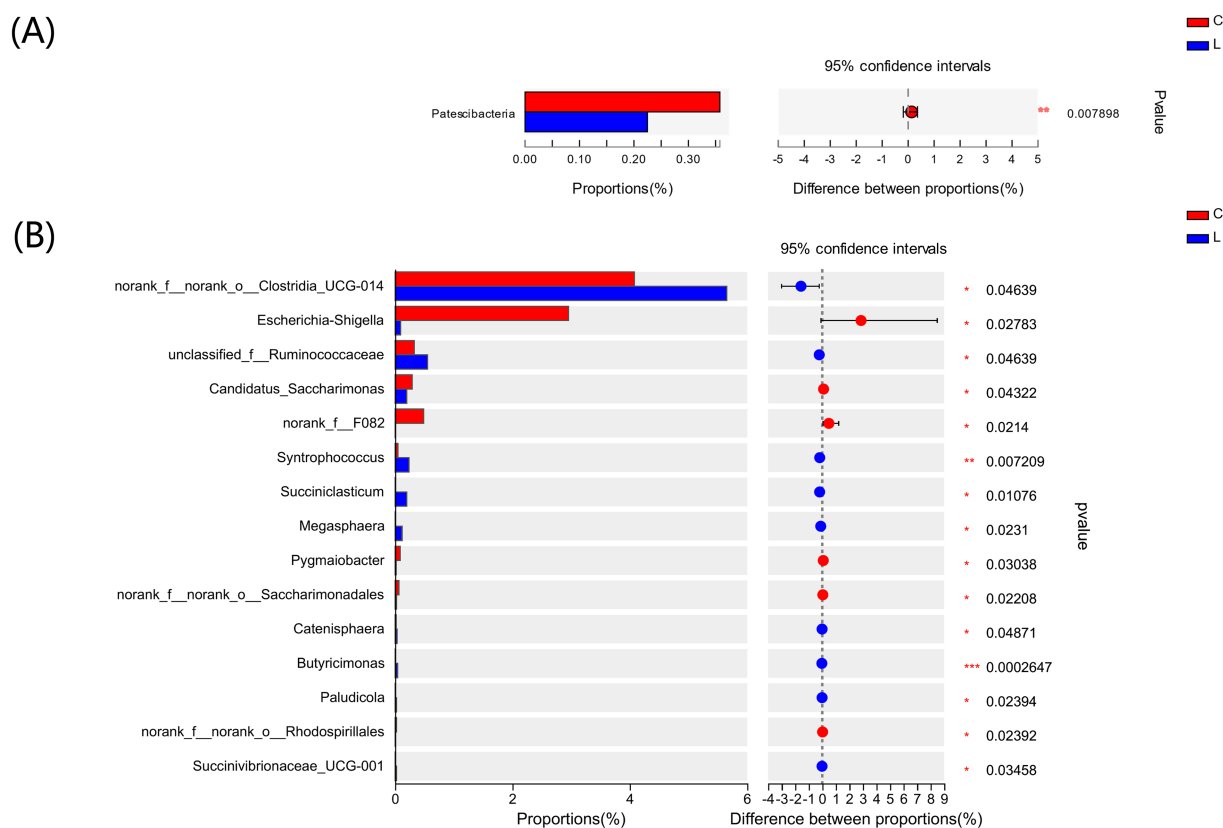 (A)
C
L
95% confidence intervals
Patescibacteria
** 0.007898
Pvalue
0.00 0.10 0.20 0.30
-5 -4 -3 -2 -1 0 1 2 3 4 5
Proportions(%)
Difference between proportions(%)
(B)
C
L
95% confidence intervals
norank_f__norank_o__Clostridia_UCG-014 * 0.04639
Escherichia-Shigella * 0.02783
unclassified_f__Ruminococcaceae * 0.04639
Candidatus_Saccharimonas * 0.04322
norank_f__F082 * 0.0214
Syntrophococcus ** 0.007209
Succiniclasticum * 0.01076
Megasphaera * 0.0231
Pygmaiobacter * 0.03038
norank_f__norank_o__Saccharimonadales * 0.02208
Catenisphaera * 0.04871
Butyricimonas *** 0.0002647
Paludicola * 0.02394
norank_f__norank_o__Rhodospirillales * 0.02392
Succinivibrionaceae_UCG-001 * 0.03458
pvalue
0 2 4 6
-4 -3 -2 -1 0 1 2 3 4 5 6 7 8 9
Proportions(%)
Difference between proportions(%)